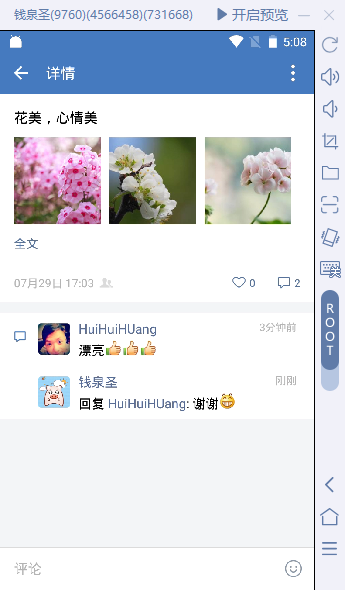 钱泉圣(9760)(4566458)(731668) 开启预览
5:08
详情
花美，心情美
全文
07月29日 17:03 0 2
HuiHuiHUang 3分钟前
漂亮👍👍👍
钱泉圣 刚刚
回复 HuiHuiHUang: 谢谢😁
评论
英
ROOT